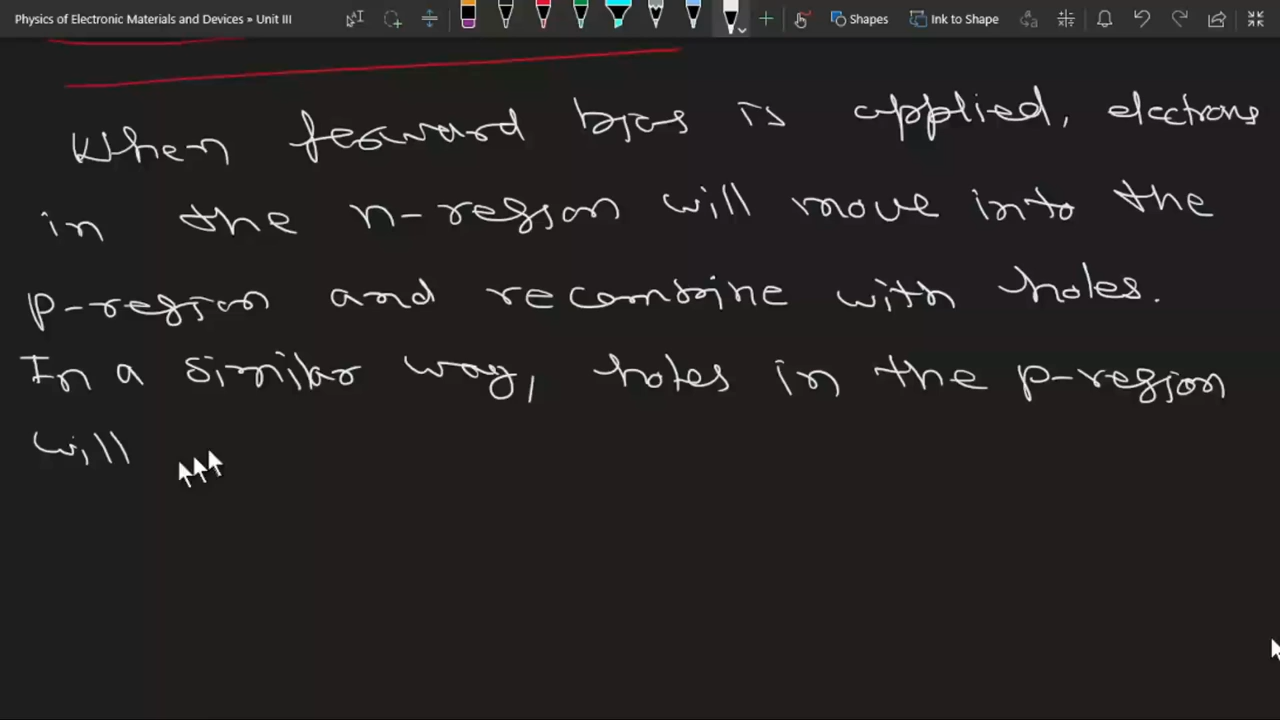 Physics of Electronic Materials and Devices » Unit III
Shapes
Ink to Shape
When forward bias is applied, electrons
in the n-region will move into the
p-region and recombine with holes.
In a similar way, holes in the p-region
will